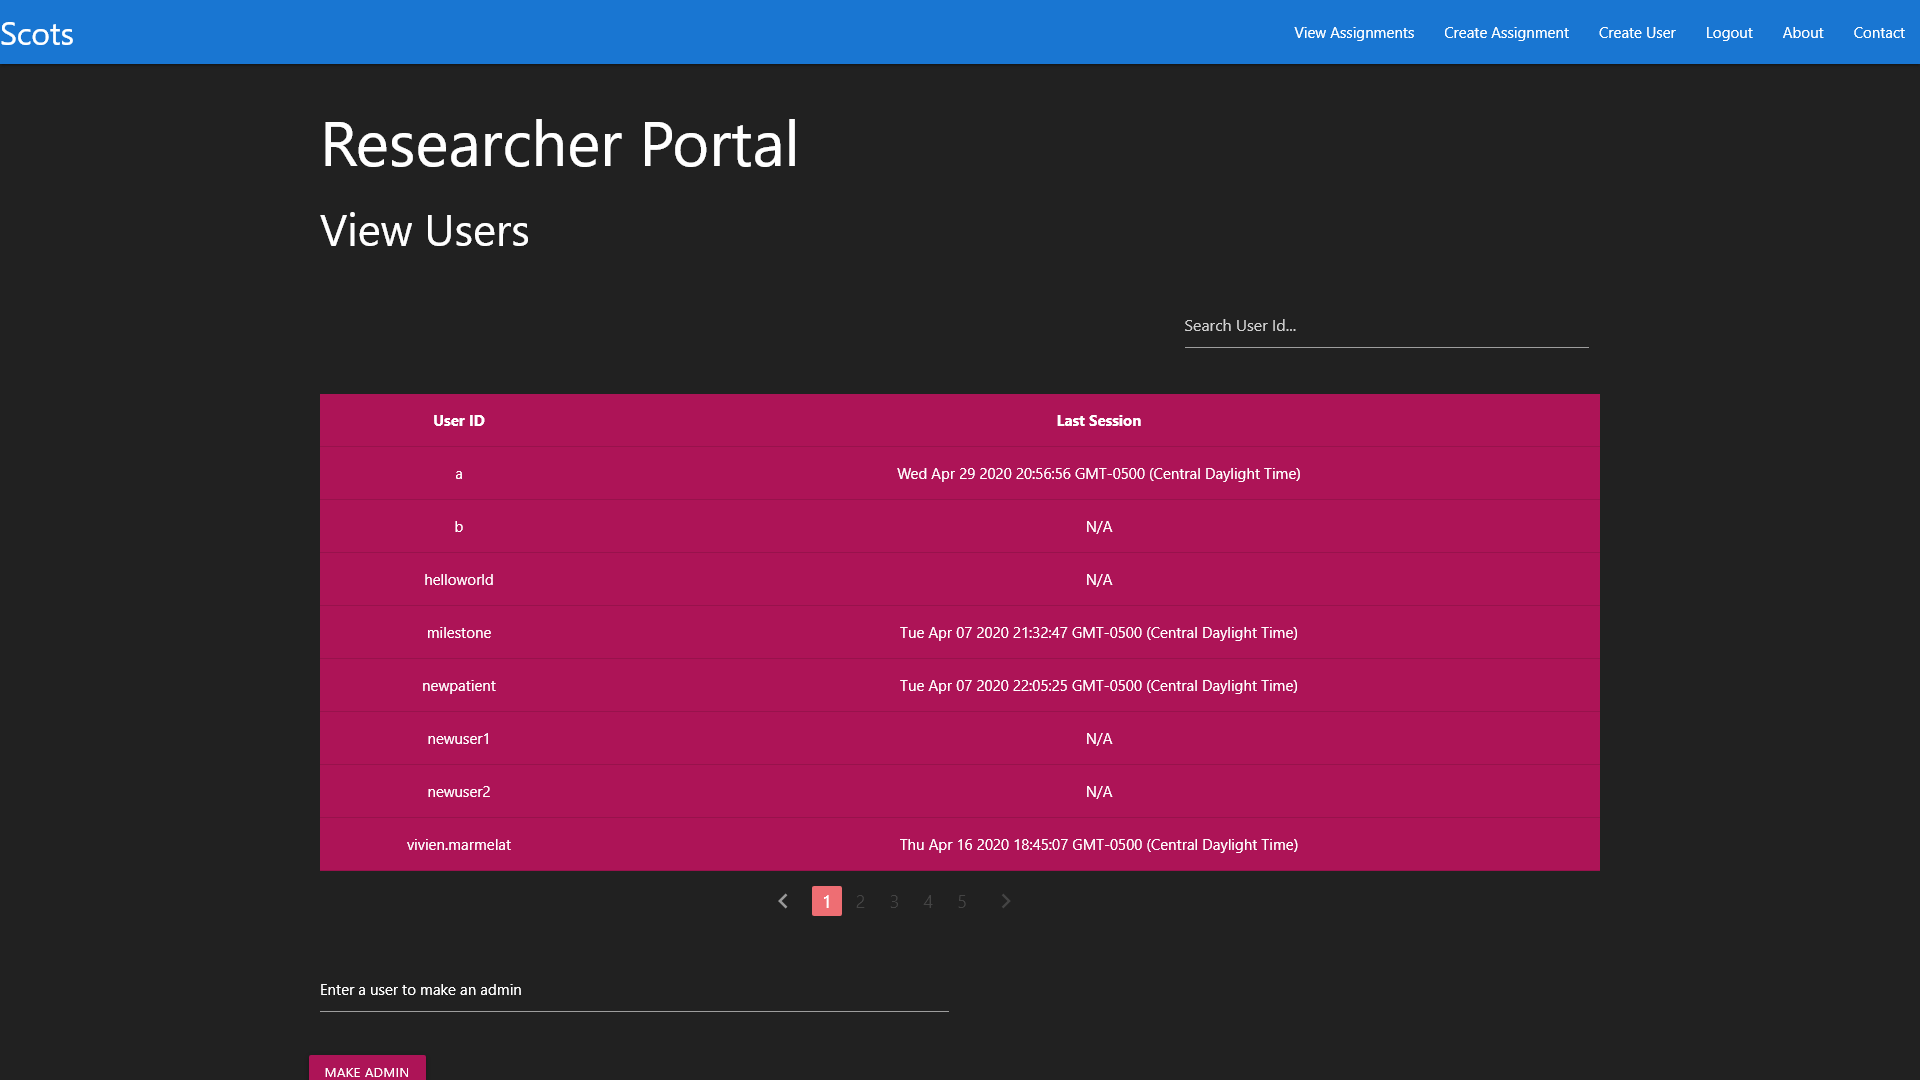 Scots View Assignments Create Assignment Create User Logout About Contact
Researcher Portal
View Users
Search User Id...
User ID Last Session
a Wed Apr 29 2020 20:56:56 GMT-0500 (Central Daylight Time)
b N/A
helloworld N/A
milestone Tue Apr 07 2020 21:32:47 GMT-0500 (Central Daylight Time)
newpatient Tue Apr 07 2020 22:05:25 GMT-0500 (Central Daylight Time)
newuser1 N/A
newuser2 N/A
vivien.marmelat Thu Apr 16 2020 18:45:07 GMT-0500 (Central Daylight Time)
1 2 3 4 5
Enter a user to make an admin
MAKE ADMIN